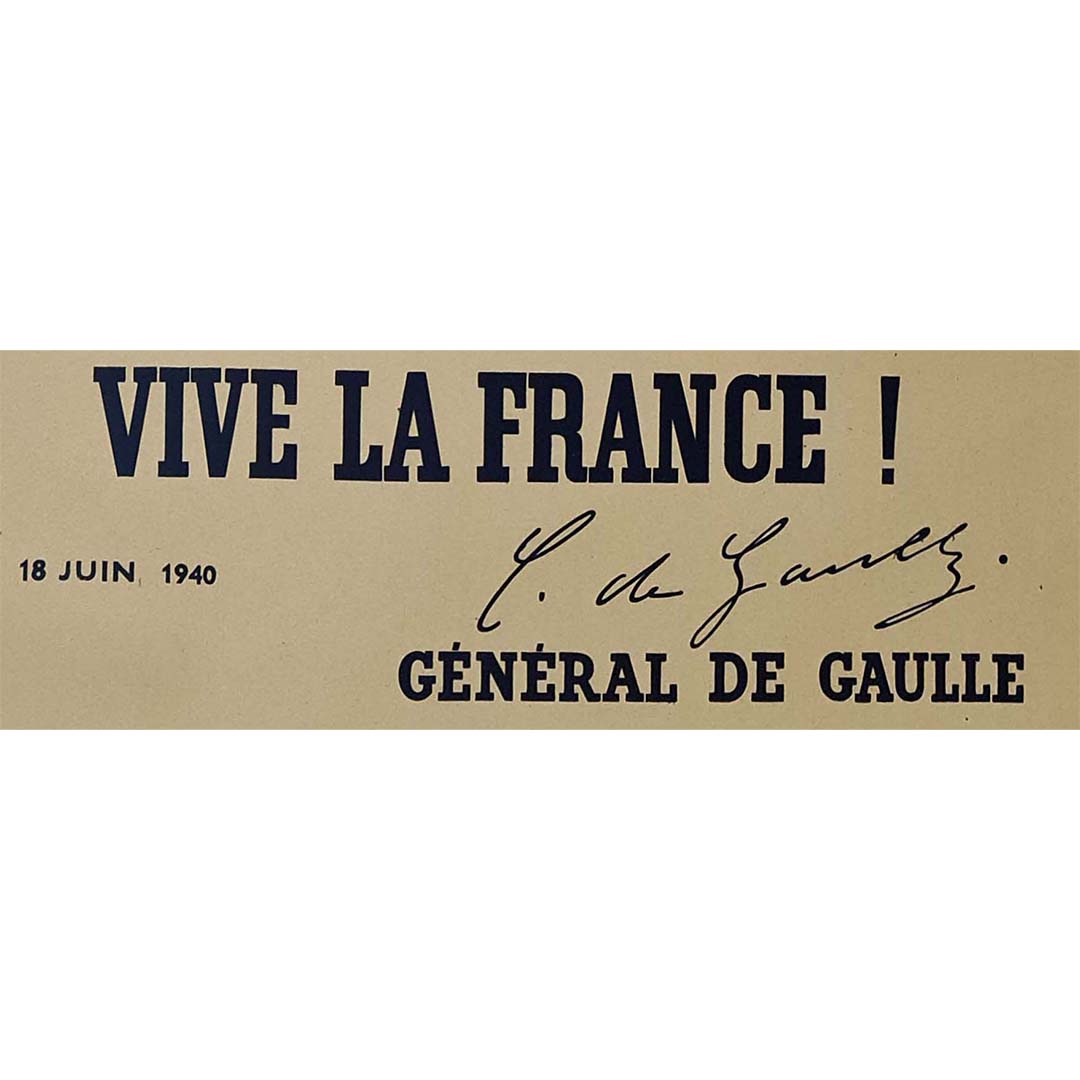 VIVE LA FRANCE !
18 JUIN 1940
C. de Gaulle.
GÉNÉRAL DE GAULLE